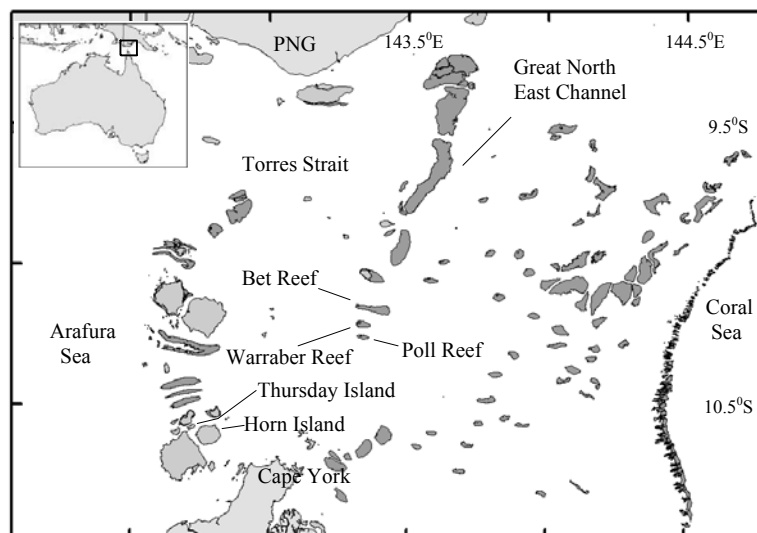 PNG
143.5⁰E
144.5⁰E
Great North
East Channel
9.5⁰S
Torres Strait
Bet Reef
Coral
Sea
Arafura
Sea
Warraber Reef
Poll Reef
Thursday Island
10.5⁰S
Horn Island
Cape York